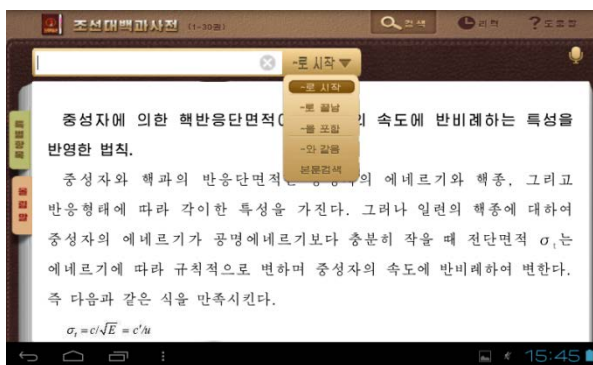 조선대백과사전 (1-30권) 검색 리력 도움말
-로 시작 ▼
-로 시작
-로 끝남
-를 포함
-와 같음
본문검색
올림말
중성자에 의한 핵반응단면적 속도에 반비례하는 특성을
반영한 법칙.
중성자와 핵과의 반응단면적은 의 에네르기와 핵종, 그리고
반응형태에 따라 각이한 특성을 가진다. 그러나 일련의 핵종에 대하여
중성자의 에네르기가 공명에네르기보다 충분히 작을 때 전단면적 σt는
에네르기에 따라 규칙적으로 변하며 중성자의 속도에 반비례하여 변한다.
즉 다음과 같은 식을 만족시킨다.
σt = c/√E = c'/u
15:45